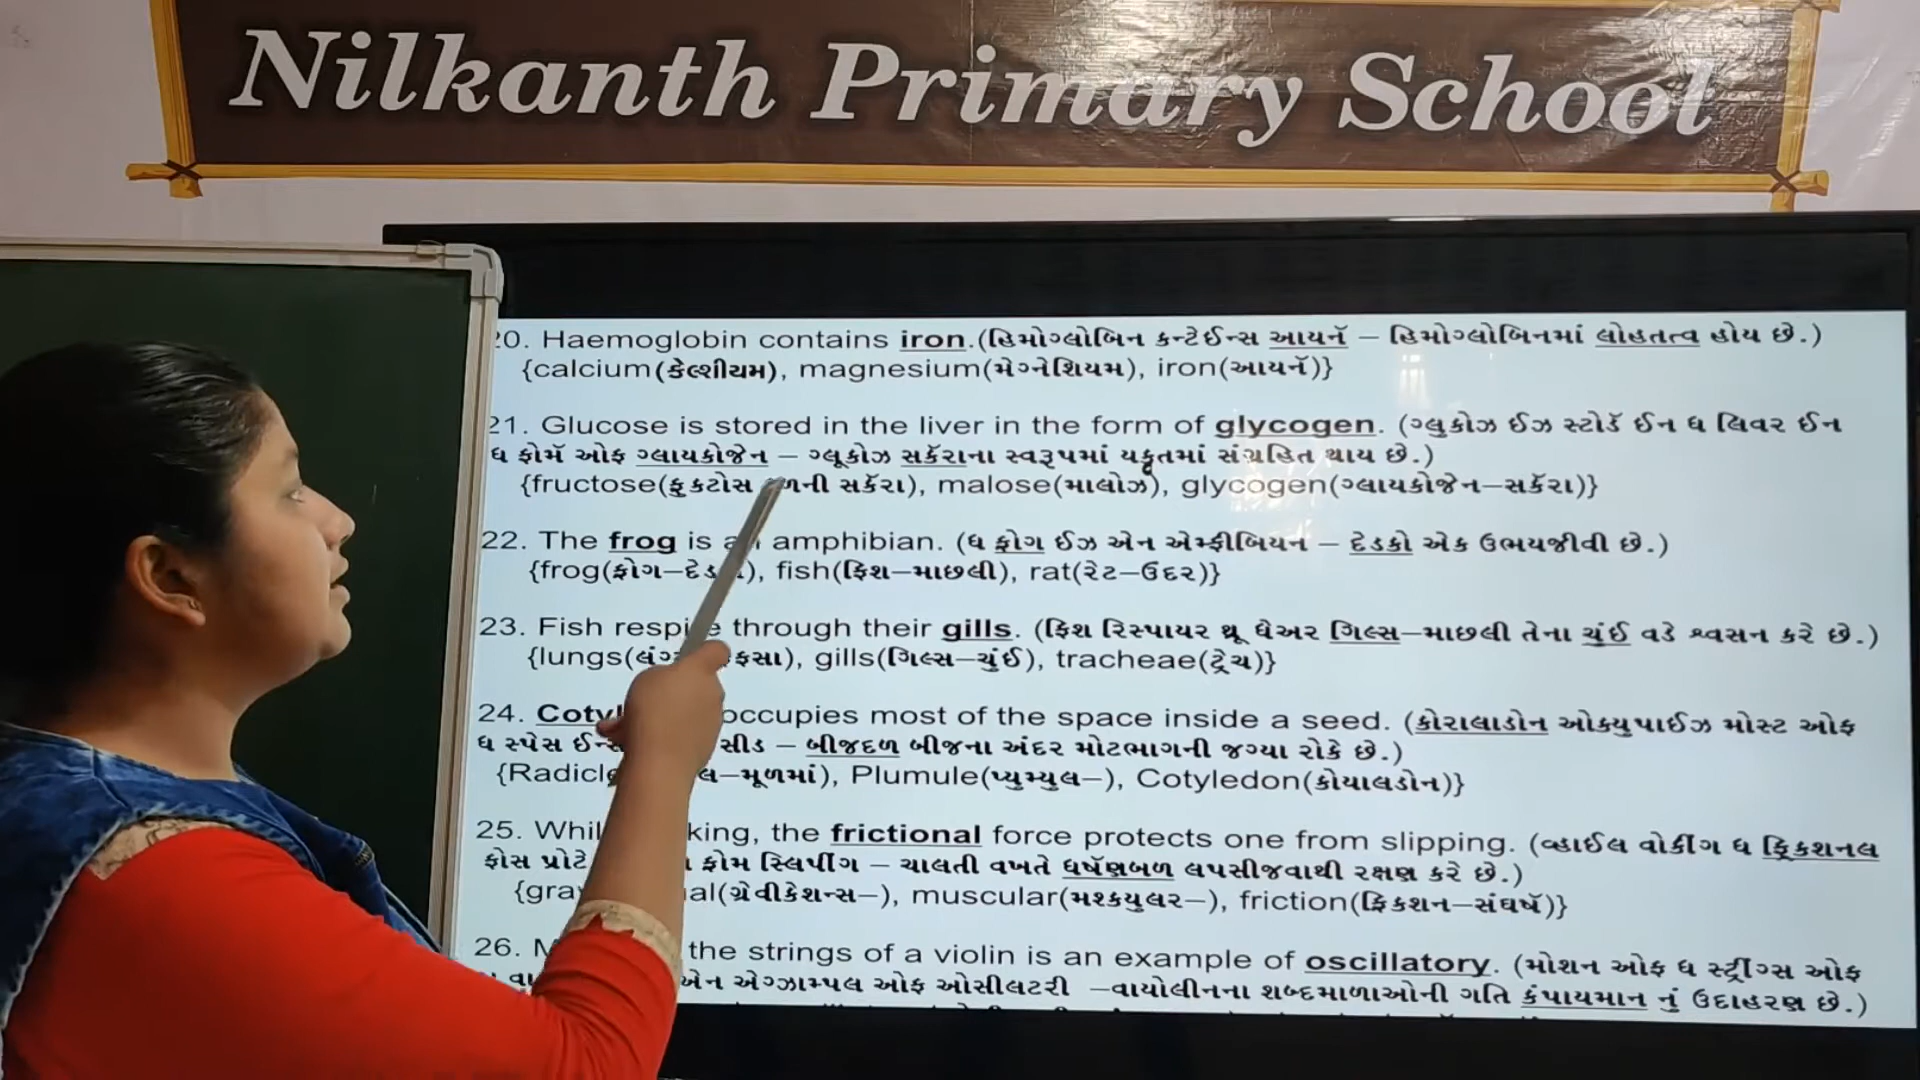 Nilkanth Primary School
20. Haemoglobin contains iron.(હિમોગ્લોબિન કન્ટેઈન્સ આયર્ન – હિમોગ્લોબિનમાં લોહતત્વ હોય છે.)
{calcium(કેલ્શીયમ), magnesium(મેગ્નેશિયમ), iron(આયર્ન)}
21. Glucose is stored in the liver in the form of glycogen. (ગ્લુકોઝ ઈઝ સ્ટોર્ડ ઈન ધ લિવર ઈન
ધ ફોર્મ ઓફ ગ્લાયકોજેન – ગ્લૂકોઝ સર્કરાના સ્વરૂપમાં યકૃતમાં સંગ્રહિત થાય છે.)
{fructose(ફ્રુકટોસ સર્કરા), malose(માલોઝ), glycogen(ગ્લાયકોજેન–સર્કરા)}
22. The frog is amphibian. (ધ ફ્રોગ ઈઝ એન એમ્ફીબિયન – દેડકો એક ઉભયજીવી છે.)
{frog(ફ્રોગ fish(ફિશ–માછલી), rat(રેટ–ઉંદર)}
23. Fish through their gills. (ફિશ રિસ્પાયર થ્રૂ ધેઅર ગિલ્સ–માછલી તેના ચુંઈ વડે શ્વસન કરે છે.)
{lungs( gills(ગિલ્સ–ચુંઈ), tracheae(ટ્રેચ)}
24. occupies most of the space inside a seed. (કોરાલાડોન ઓક્યુપાઈઝ મોસ્ટ ઓફ
ધ સ્પેસ સીડ – બીજદળ બીજના અંદર મોટભાગની જગ્યા રોકે છે.)
Plumule(પ્યુમ્યુલ–), Cotyledon(કોયાલડોન)}
25. the frictional force protects one from slipping. (વ્હાઈલ વોર્કીગ ધ ફ્રિકશનલ
ફોસ ફ્રોમ સ્લિપીંગ – ચાલતી વખતે ઘર્ષણબળ લપસીજવાથી રક્ષણ કરે છે.)
muscular(મશ્ક્યુલર–), friction(ફ્રિકશન–સંઘર્ષ)}
26. the strings of a violin is an example of oscillatory. (મોશન ઓફ ધ સ્ટ્રીંગ્સ ઓફ
એન એગ્ઝામ્પલ ઓફ ઓસીલટરી –વાયોલીનના શબ્દમાળાઓની ગતિ કંપાયમાન નું ઉદાહરણ છે.)